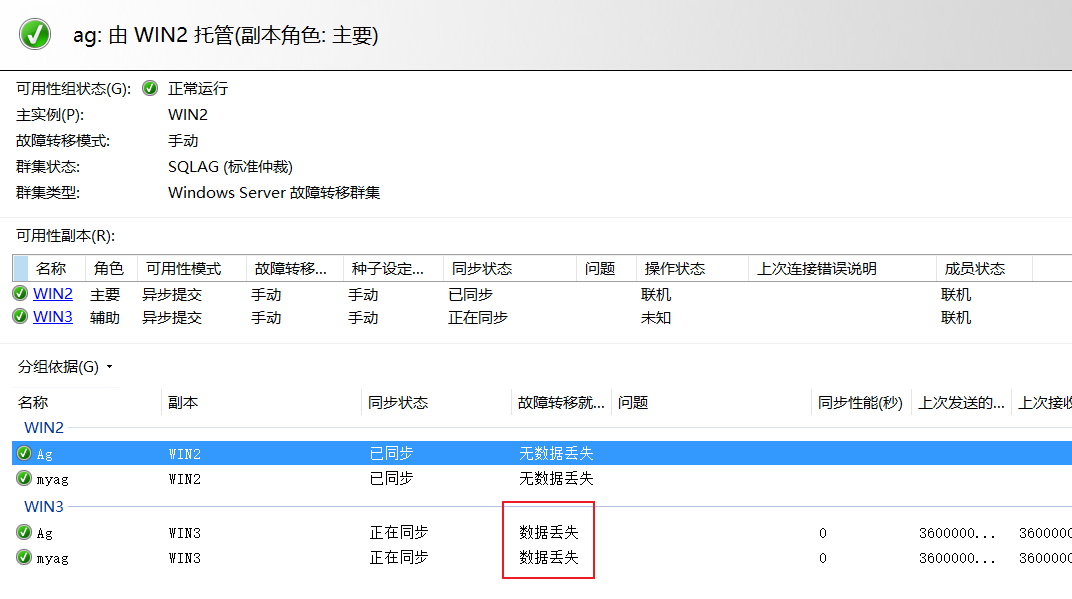 ag: 由 WIN2 托管(副本角色: 主要)
可用性组状态(G): 正常运行
主实例(P): WIN2
故障转移模式: 手动
群集状态: SQLAG (标准仲裁)
群集类型: Windows Server 故障转移群集
可用性副本(R):
名称 角色 可用性模式 故障转移... 种子设定... 同步状态 问题 操作状态 上次连接错误说明 成员状态
WIN2 主要 异步提交 手动 手动 已同步 联机 联机
WIN3 辅助 异步提交 手动 手动 正在同步 未知 联机
分组依据(G)
名称 副本 同步状态 故障转移就... 问题 同步性能(秒) 上次发送的... 上次接收
WIN2
Ag WIN2 已同步 无数据丢失
myag WIN2 已同步 无数据丢失
WIN3
Ag WIN3 正在同步 数据丢失 0 3600000... 360000
myag WIN3 正在同步 数据丢失 0 3600000... 360000